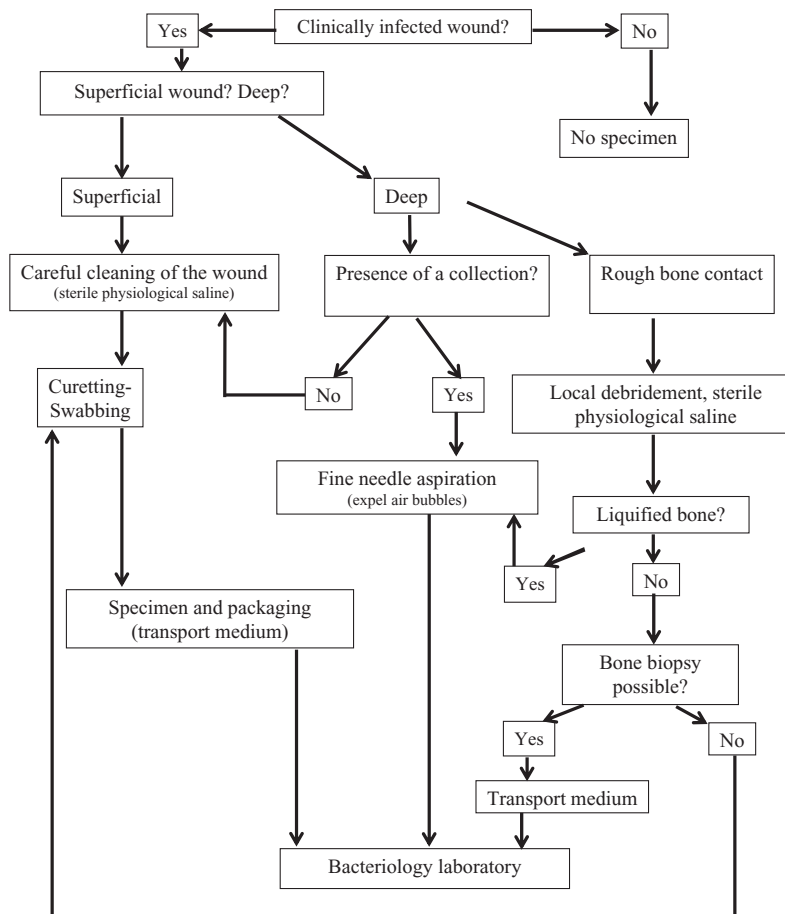 Yes
Clinically infected wound?
No
Superficial wound? Deep?
No specimen
Superficial
Deep
Careful cleaning of the wound
(sterile physiological saline)
Presence of a collection?
Rough bone contact
Curetting-
Swabbing
No
Yes
Local debridement, sterile
physiological saline
Fine needle aspiration
(expel air bubbles)
Liquified bone?
Yes
No
Specimen and packaging
(transport medium)
Bone biopsy
possible?
Yes
No
Transport medium
Bacteriology laboratory